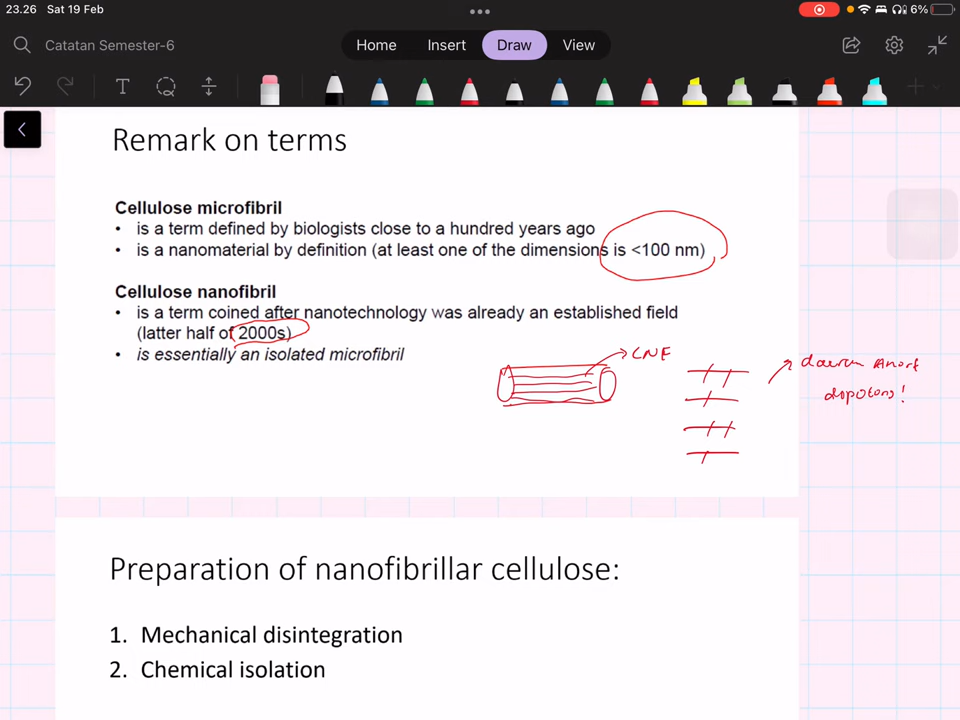 23.26 Sat 19 Feb
6%
Catatan Semester-6
Home Insert Draw View
Remark on terms
Cellulose microfibril
• is a term defined by biologists close to a hundred years ago
• is a nanomaterial by definition (at least one of the dimensions is <100 nm)
Cellulose nanofibril
• is a term coined after nanotechnology was already an established field
(latter half of 2000s)
• is essentially an isolated microfibril
CNF
daerah Amorf
dipotong!
Preparation of nanofibrillar cellulose:
1. Mechanical disintegration
2. Chemical isolation